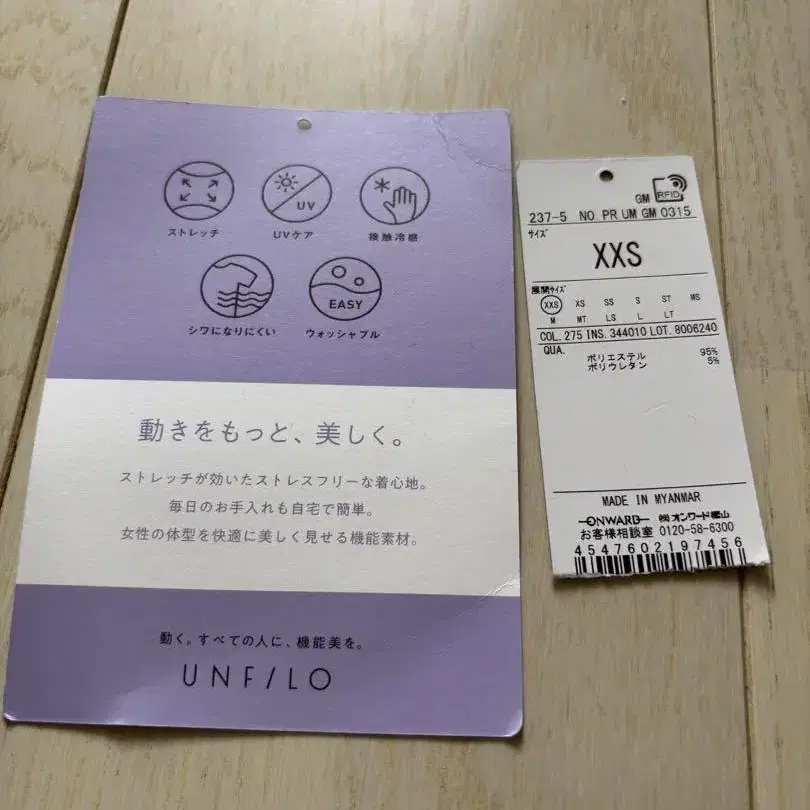 ストレッチ
UV
UVケア
接触冷感
シワになりにくい
EASY
ウォッシャブル
動きをもっと、美しく。
ストレッチが効いたストレスフリーな着心地。
毎日のお手入れも自宅で簡単。
女性の体型を快適に美しく見せる機能素材。
動く。すべての人に、機能美を。
UNF/LO
GM RFID
237-5 NO. PR UM GM 0315
サイズ
XXS
展開サイズ
XXS XS SS S ST MS
M MT LS L LT
COL. 275 INS. 344010 LOT. 8006240
QUA.
ポリエステル 95%
ポリウレタン 5%
MADE IN MYANMAR
ONWARD ㈱オンワード樫山
お客様相談室 0120-58-6300
4547602197456